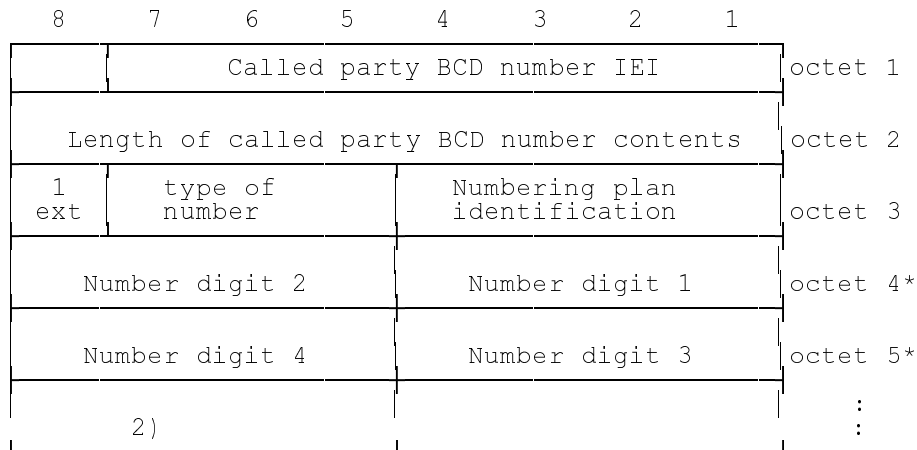 8 7 6 5 4 3 2 1
Called party BCD number IEI octet 1
Length of called party BCD number contents octet 2
1 type of Numbering plan
ext number identification octet 3
Number digit 2 Number digit 1 octet 4*
Number digit 4 Number digit 3 octet 5*
:
2) :